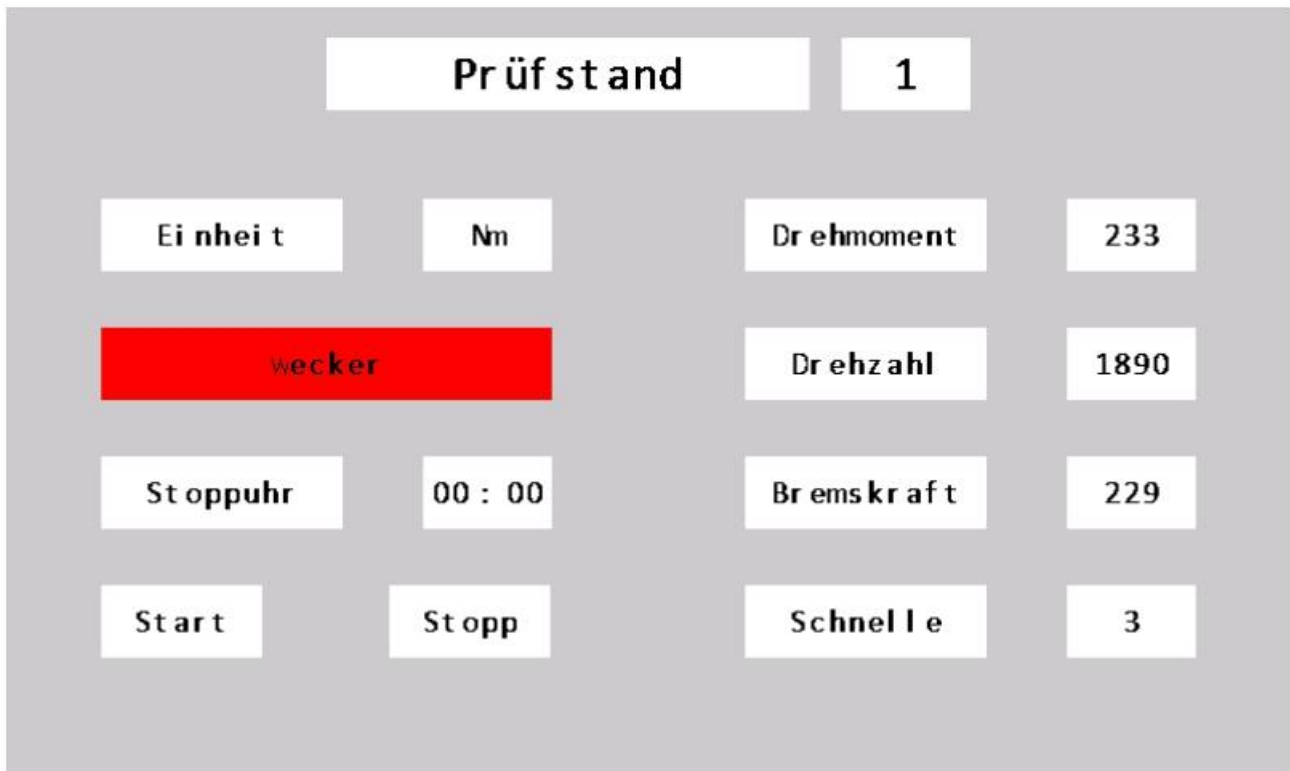 Prüfstand 1
Einheit Nm Drehmoment 233
wecker Drehzahl 1890
Stoppuhr 00:00 Bremskraft 229
Start Stopp Schnelle 3